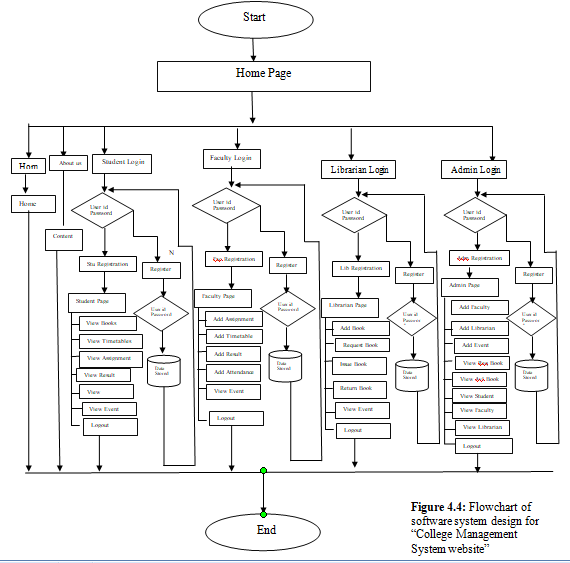 Start
Home Page
Hom
About us
Student Login
Faculty Login
Librarian Login
Admin Login
Home
Content
User id
Password
Stu Registration
N
Register
Student Page
User id
Password
View Books
View Timetables
View Assignment
View Result
View
View Event
Logout
Data
Stored
User id
Password
Registration
Register
Faculty Page
User id
Password
Add Assignment
Add Timetable
Add Result
Add Attendance
View Event
Logout
Data
Stored
User id
Password
Lib Registration
Register
Librarian Page
User id
Add Book
Request Book
Issue Book
Return Book
View Event
Logout
Data
Stored
User id
Password
Registration
Register
Admin Page
User id
Add Faculty
Add Librarian
Add Event
View Book
View Book
View Student
View Faculty
View Librarian
Logout
Data
Stored
End
Figure 4.4: Flowchart of
software system design for
“College Management
System website”